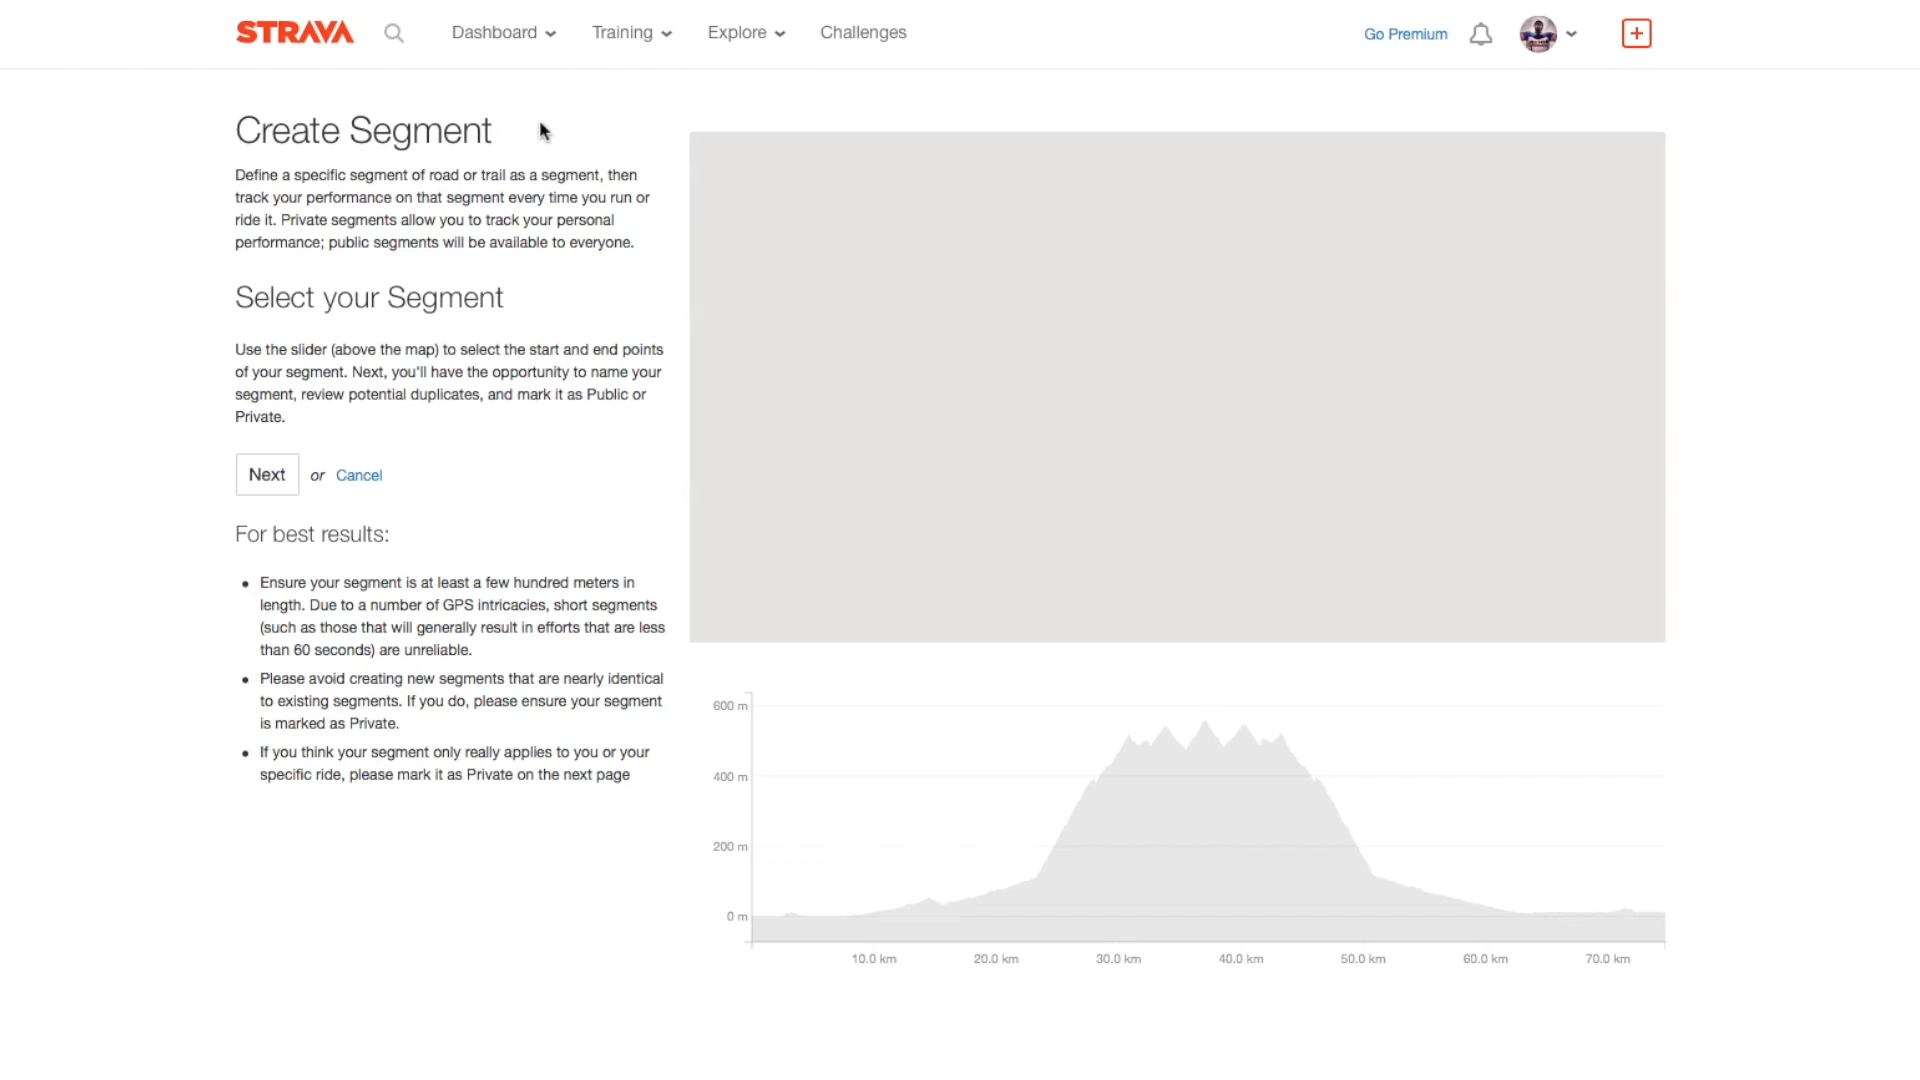 STRAVA
Dashboard
Training
Explore
Challenges
Go Premium
Create Segment
Define a specific segment of road or trail as a segment, then
track your performance on that segment every time you run or
ride it. Private segments allow you to track your personal
performance; public segments will be available to everyone.
Select your Segment
Use the slider (above the map) to select the start and end points
of your segment. Next, you'll have the opportunity to name your
segment, review potential duplicates, and mark it as Public or
Private.
Next or Cancel
For best results:
Ensure your segment is at least a few hundred meters in
length. Due to a number of GPS intricacies, short segments
(such as those that will generally result in efforts that are less
than 60 seconds) are unreliable.
Please avoid creating new segments that are nearly identical
to existing segments. If you do, please ensure your segment
is marked as Private.
If you think your segment only really applies to you or your
specific ride, please mark it as Private on the next page
600 m
400 m
200 m
0 m
10.0 km 20.0 km 30.0 km 40.0 km 50.0 km 60.0 km 70.0 km